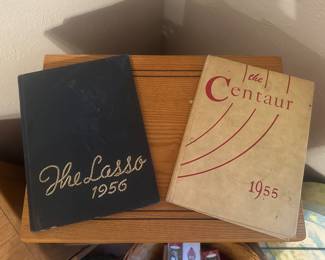 The Lasso
1956
the
Centaur
1955